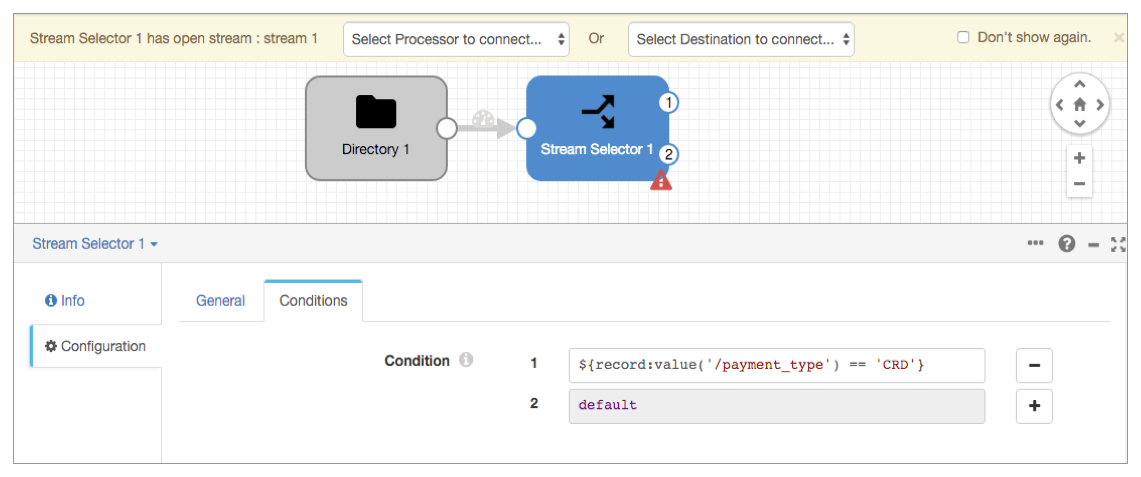 Stream Selector 1 has open stream : stream 1 Select Processor to connect... Or Select Destination to connect... Don't show again. ×
Directory 1
Stream Selector 1
1
2
Stream Selector 1
Info
Configuration
General Conditions
Condition 1 ${record:value('/payment_type') == 'CRD'}
2 default